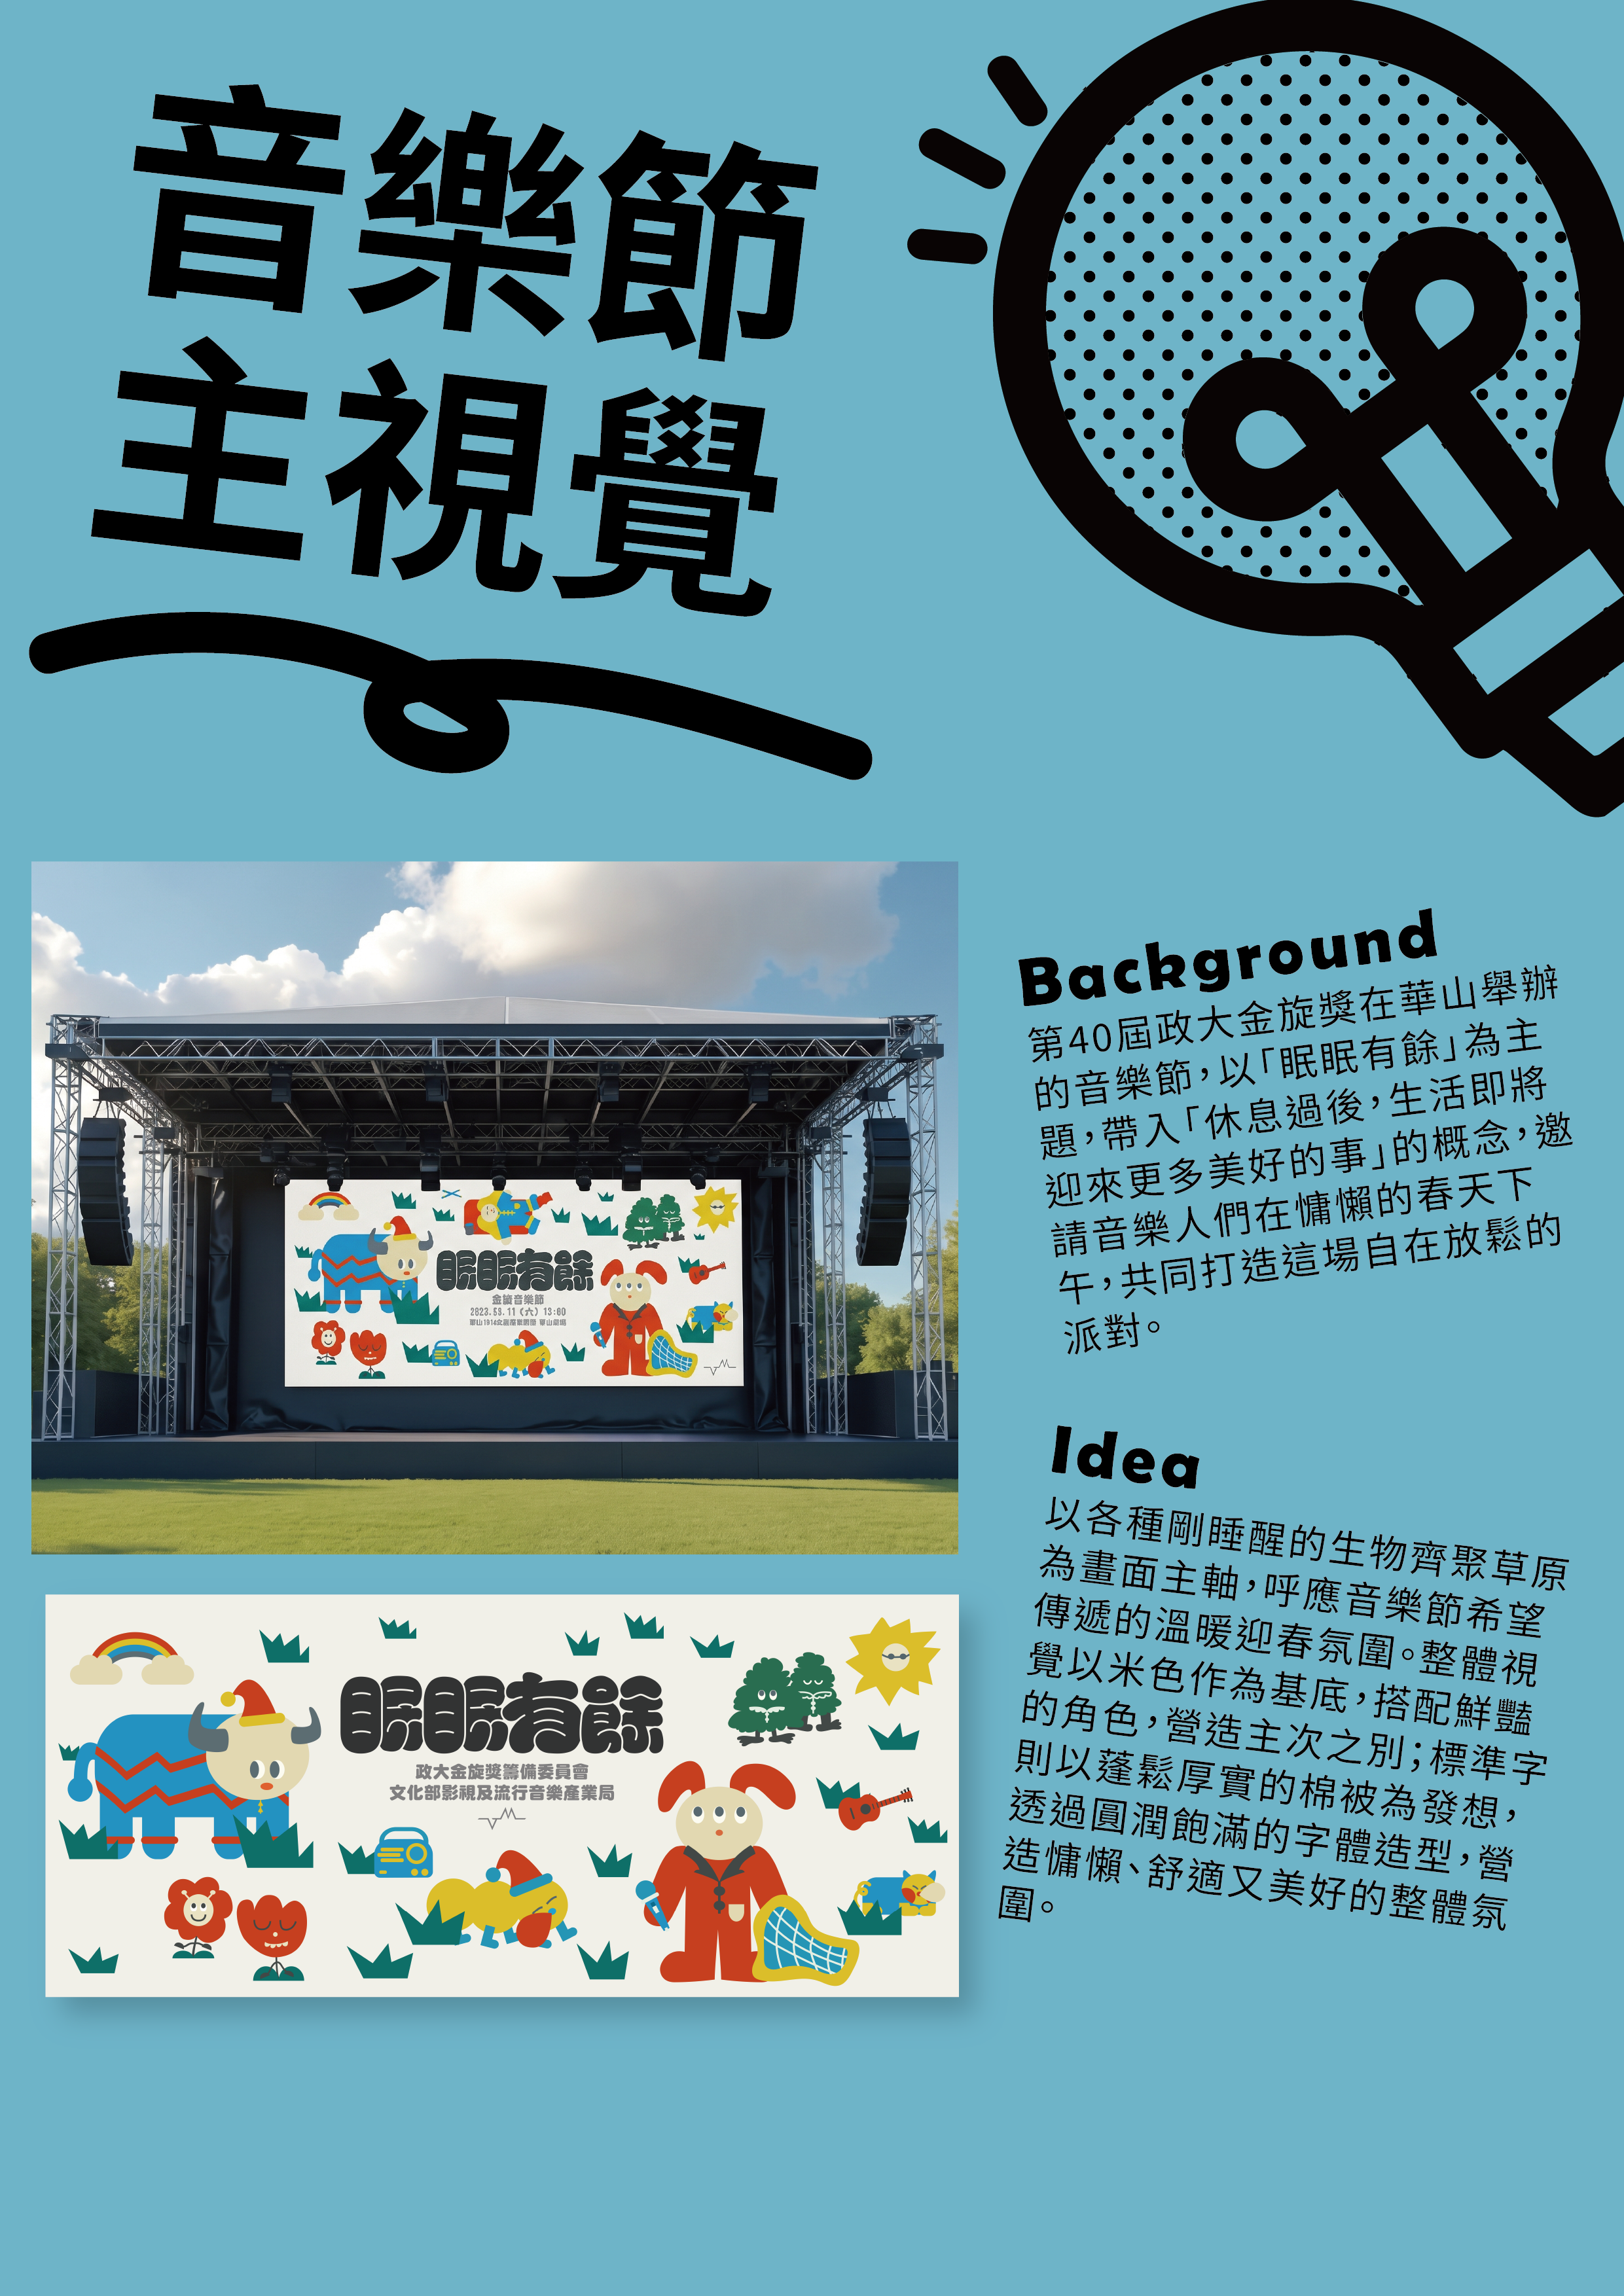 音樂節
主視覺
Background
第40屆政大金旋獎在華山舉辦
的音樂節，以「眠眠有餘」為主
題，帶入「休息過後，生活即將
迎來更多美好的事」的概念，邀
請音樂人們在慵懶的春天下
午，共同打造這場自在放鬆的
派對。
眠眠有餘
金旋音樂節
Idea
以各種剛睡醒的生物齊聚草原
為畫面主軸，呼應音樂節希望
傳遞的溫暖迎春氛圍。整體視
覺以米色作為基底，搭配鮮豔
的角色，營造主次之別；標準字
則以蓬鬆厚實的棉被為發想，
透過圓潤飽滿的字體造型，營
造慵懶、舒適又美好的整體氛
圍。
眠眠有餘
政大金旋獎籌備委員會
文化部影視及流行音樂產業局